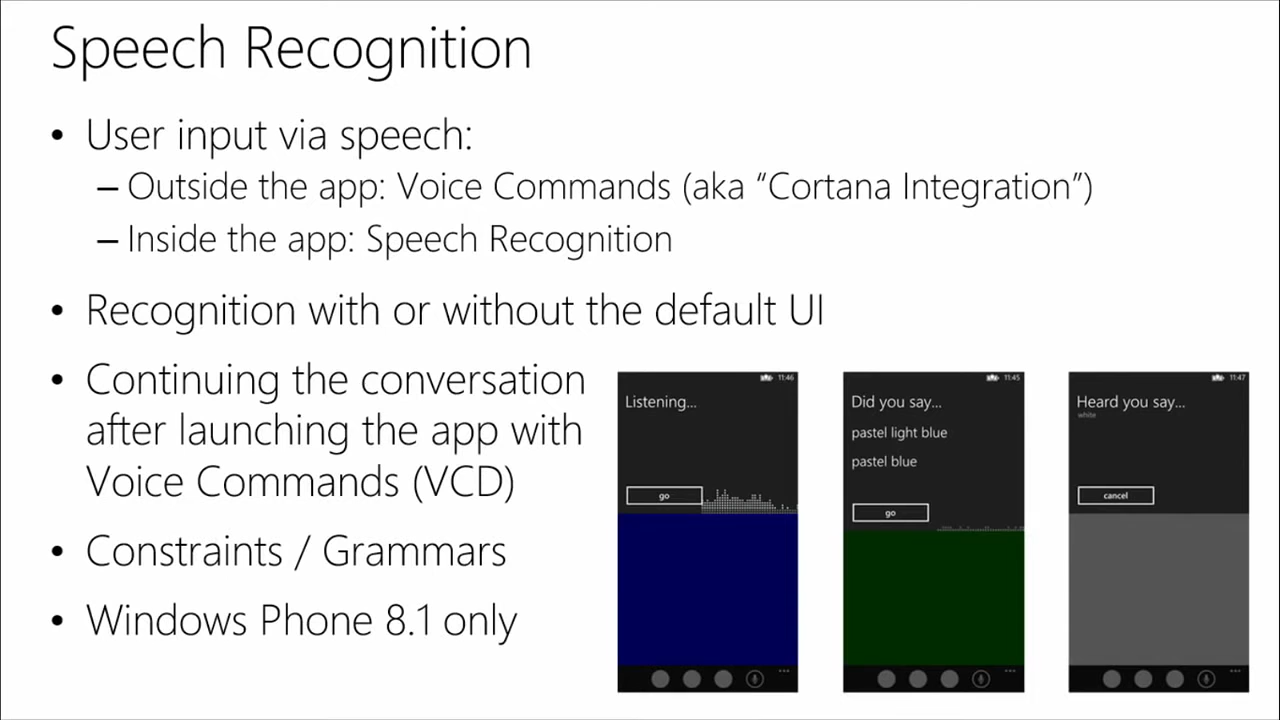 Speech Recognition
• User input via speech:
– Outside the app: Voice Commands (aka “Cortana Integration”)
– Inside the app: Speech Recognition
• Recognition with or without the default UI
• Continuing the conversation
after launching the app with
Voice Commands (VCD)
• Constraints / Grammars
• Windows Phone 8.1 only
11:46
Listening...
go
11:45
Did you say...
pastel light blue
pastel blue
go
11:47
Heard you say...
white
cancel